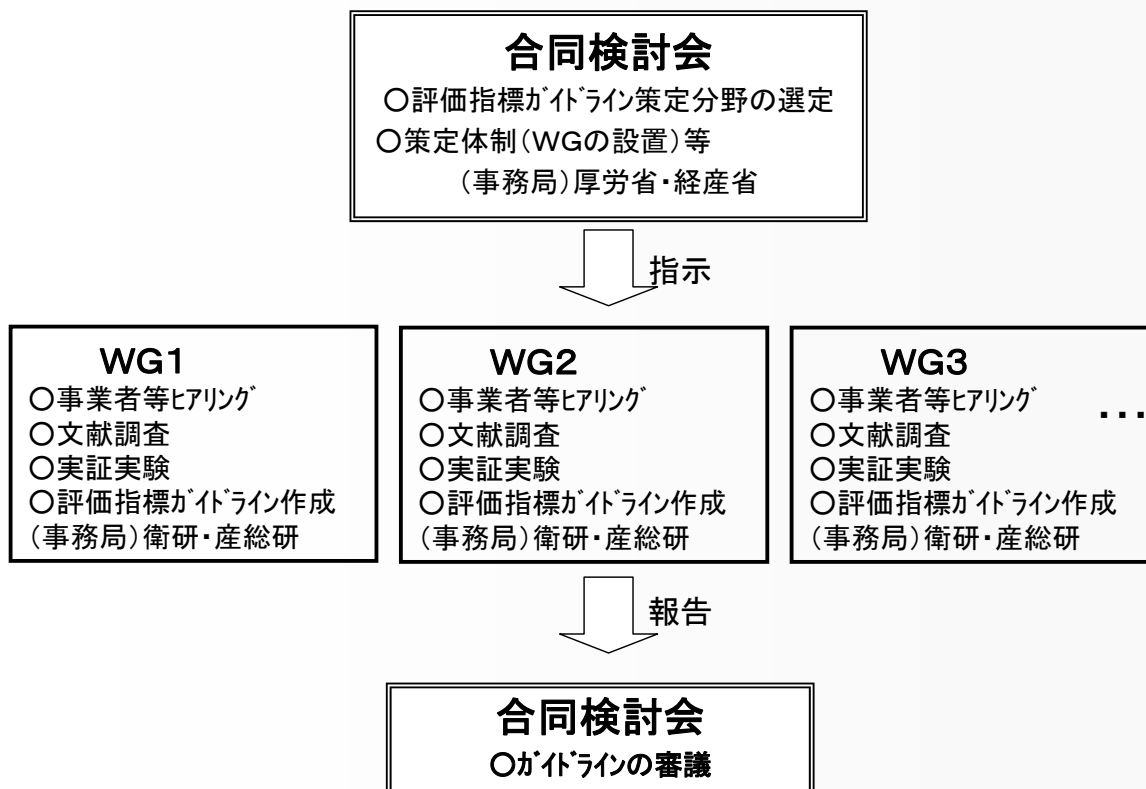 合同検討会
○評価指標ｶﾞｲﾄﾞﾗｲﾝ策定分野の選定
○策定体制（WGの設置）等
（事務局）厚労省・経産省
指示
WG1
○事業者等ﾋｱﾘﾝｸﾞ
○文献調査
○実証実験
○評価指標ｶﾞｲﾄﾞﾗｲﾝ作成
（事務局）衛研・産総研
WG2
○事業者等ﾋｱﾘﾝｸﾞ
○文献調査
○実証実験
○評価指標ｶﾞｲﾄﾞﾗｲﾝ作成
（事務局）衛研・産総研
WG3
○事業者等ﾋｱﾘﾝｸﾞ
○文献調査
○実証実験
○評価指標ｶﾞｲﾄﾞﾗｲﾝ作成
（事務局）衛研・産総研
…
報告
合同検討会
○ｶﾞｲﾄﾞﾗｲﾝの審議